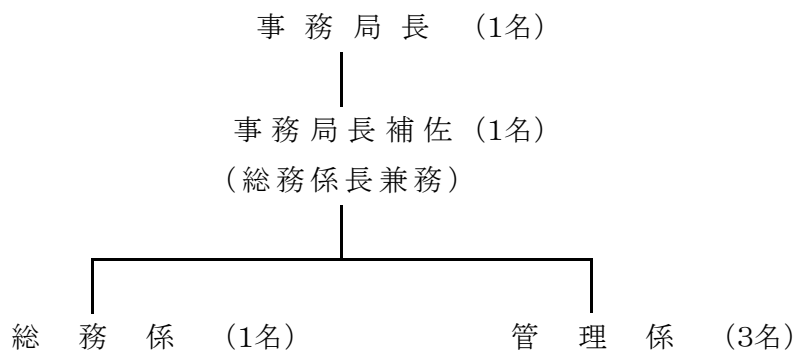 事務局長 (1名)
事務局長補佐 (1名)
(総務係長兼務)
総務係 (1名) 管理係 (3名)